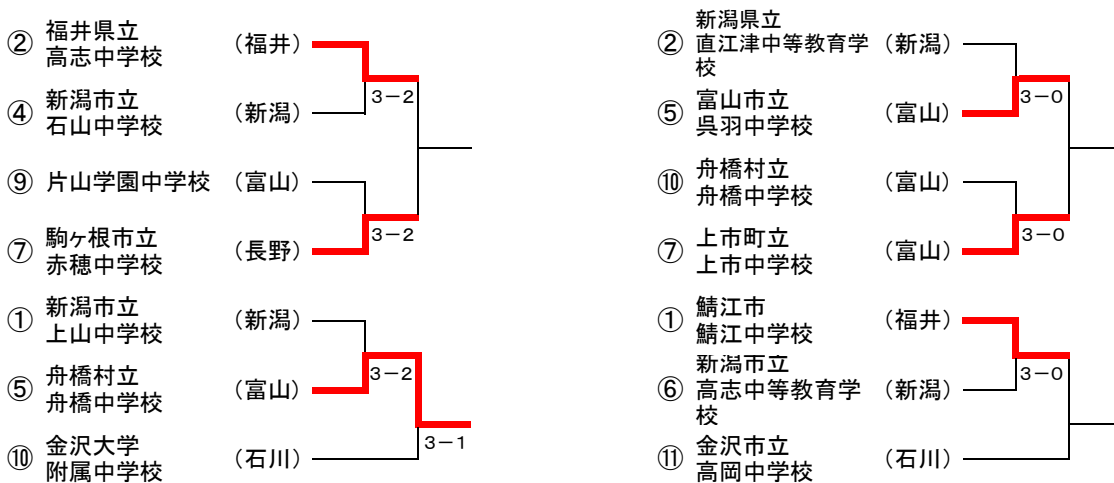 ② 福井県立
高志中学校 （福井）
3－2
④ 新潟市立
石山中学校 （新潟）
⑨ 片山学園中学校 （富山）
3－2
⑦ 駒ヶ根市立
赤穂中学校 （長野）
① 新潟市立
上山中学校 （新潟）
3－2
⑤ 舟橋村立
舟橋中学校 （富山）
3－1
⑩ 金沢大学
附属中学校 （石川）
② 新潟県立
直江津中等教育学 （新潟）
校
3－0
⑤ 富山市立
呉羽中学校 （富山）
⑩ 舟橋村立
舟橋中学校 （富山）
3－0
⑦ 上市町立
上市中学校 （富山）
① 鯖江市
鯖江中学校 （福井）
3－0
⑥ 新潟市立
高志中等教育学 （新潟）
校
⑪ 金沢市立
高岡中学校 （石川）